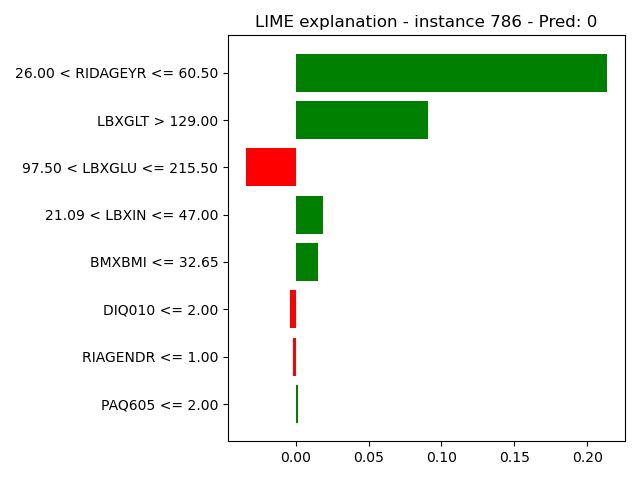 LIME explanation - instance 786 - Pred: 0
26.00 < RIDAGEYR <= 60.50
LBXGLT > 129.00
97.50 < LBXGLU <= 215.50
21.09 < LBXIN <= 47.00
BMXBMI <= 32.65
DIQ010 <= 2.00
RIAGENDR <= 1.00
PAQ605 <= 2.00
0.00 0.05 0.10 0.15 0.20